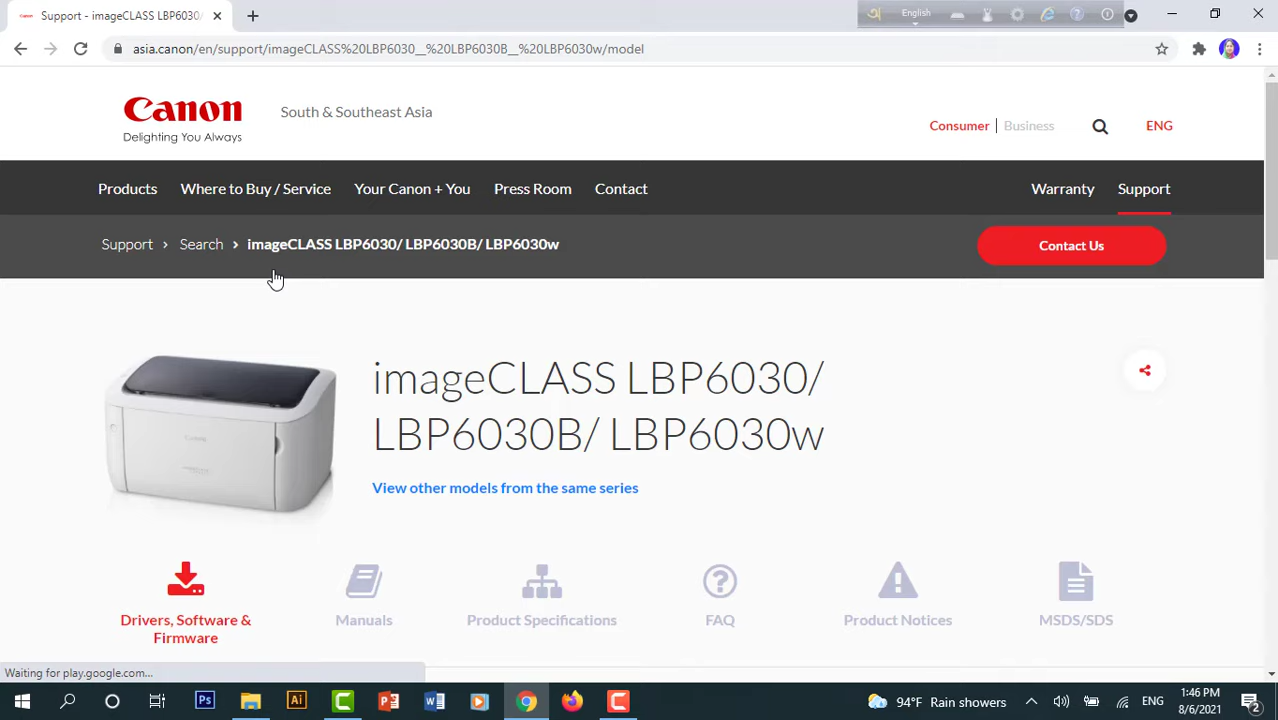 Support - imageCLASS LBP6030/
English
asia.canon/en/support/imageCLASS%20LBP6030__%20LBP6030B__%20LBP6030w/model
Canon
Delighting You Always
South & Southeast Asia
Consumer | Business
ENG
Products
Where to Buy / Service
Your Canon + You
Press Room
Contact
Warranty
Support
Support › Search › imageCLASS LBP6030/ LBP6030B/ LBP6030w
Contact Us
imageCLASS LBP6030/
LBP6030B/ LBP6030w
View other models from the same series
Drivers, Software &
Firmware
Manuals
Product Specifications
FAQ
Product Notices
MSDS/SDS
Waiting for play.google.com...
94°F Rain showers
ENG
1:46 PM
8/6/2021